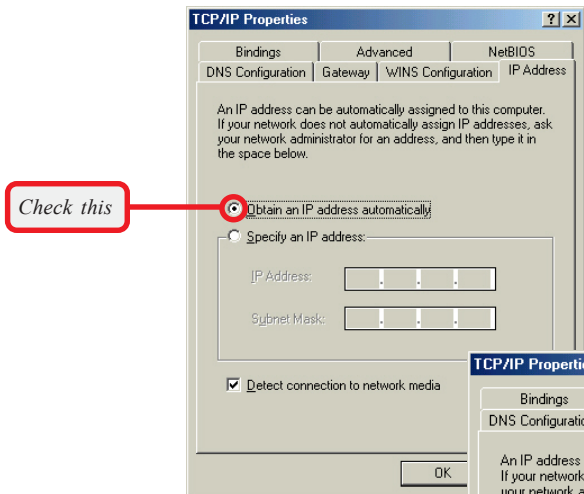 TCP/IP Properties
Bindings
Advanced
NetBIOS
DNS Configuration
Gateway
WINS Configuration
IP Address
An IP address can be automatically assigned to this computer.
If your network does not automatically assign IP addresses, ask
your network administrator for an address, and then type it in
the space below.
Check this
Obtain an IP address automatically
Specify an IP address:
IP Address:
. . .
Subnet Mask:
. . .
Detect connection to network media
OK
TCP/IP Properti
Bindings
DNS Configuratio
An IP address
If your network
your network a